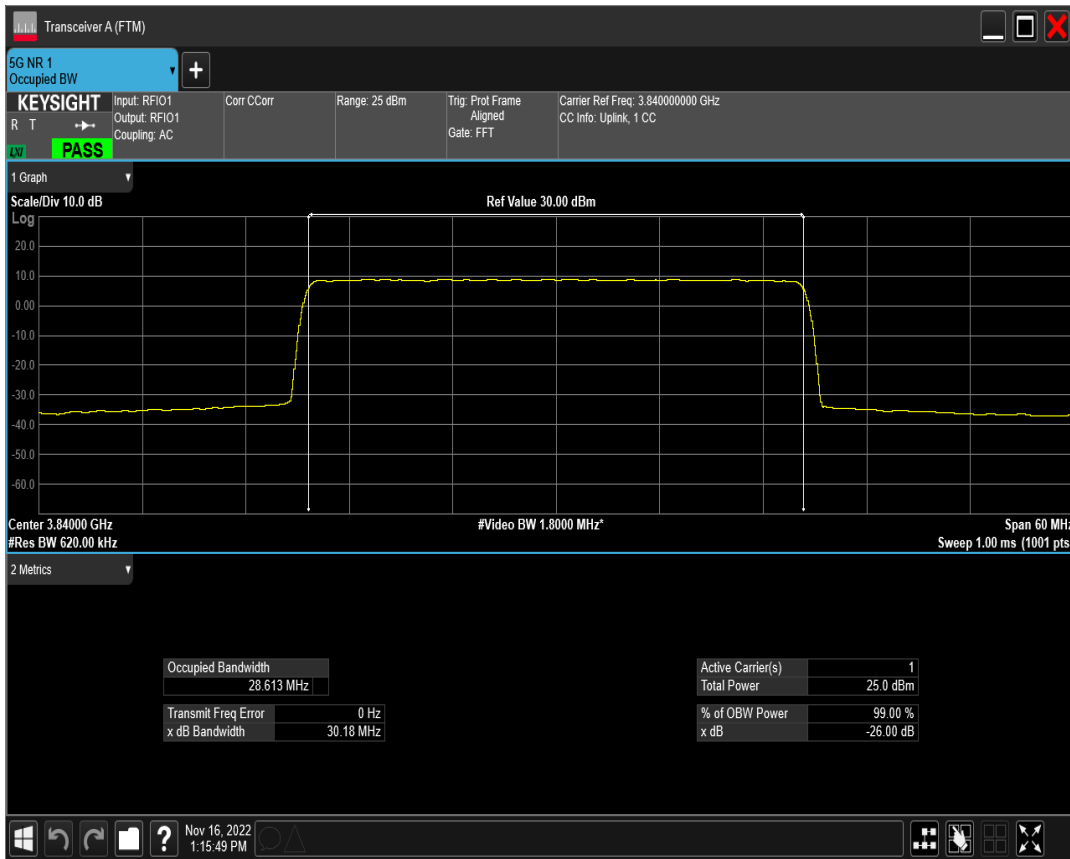 Transceiver A (FTM)
5G NR 1
Occupied BW
+
KEYSIGHT
R T
LXI
PASS
Input: RFIO1
Output: RFIO1
Coupling: AC
Corr CCorr
Range: 25 dBm
Trig: Prot Frame
Aligned
Gate: FFT
Carrier Ref Freq: 3.840000000 GHz
CC Info: Uplink, 1 CC
1 Graph
Scale/Div 10.0 dB
Ref Value 30.00 dBm
Log
20.0
10.0
0.00
-10.0
-20.0
-30.0
-40.0
-50.0
-60.0
Center 3.84000 GHz
#Video BW 1.8000 MHz*
Span 60 MHz
#Res BW 620.00 kHz
Sweep 1.00 ms (1001 pts
2 Metrics
Occupied Bandwidth
28.613 MHz
Transmit Freq Error 0 Hz
x dB Bandwidth 30.18 MHz
Active Carrier(s) 1
Total Power 25.0 dBm
% of OBW Power 99.00 %
x dB -26.00 dB
?
Nov 16, 2022
1:15:49 PM